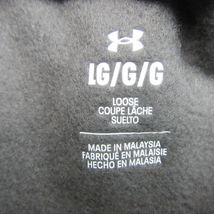 LG/G/G
LOOSE
COUPE LÂCHE
SUELTO
MADE IN MALAYSIA
FABRIQUÉ EN MALAISIE
HECHO EN MALASIA